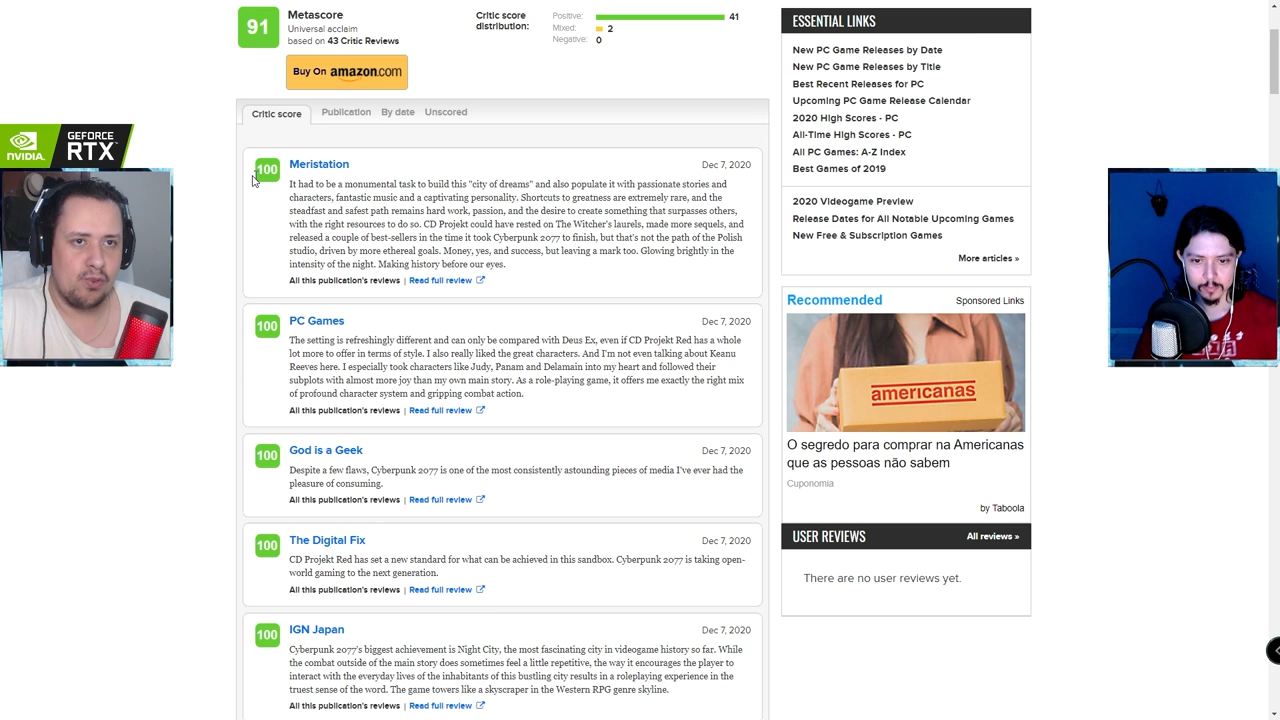 91
Metascore
Universal acclaim
based on 43 Critic Reviews
Critic score
distribution:
Positive:
41
Mixed:
2
Negative:
0
Buy On amazon.com
Critic score
Publication
By date
Unscored
NVIDIA.
GEFORCE
RTX™
100
Meristation
Dec 7, 2020
It had to be a monumental task to build this "city of dreams" and also populate it with passionate stories and
characters, fantastic music and a captivating personality. Shortcuts to greatness are extremely rare, and the
steadfast and safest path remains hard work, passion, and the desire to create something that surpasses others,
with the right resources to do so. CD Projekt could have rested on The Witcher's laurels, made more sequels, and
released a couple of best-sellers in the time it took Cyberpunk 2077 to finish, but that's not the path of the Polish
studio, driven by more ethereal goals. Money, yes, and success, but leaving a mark too. Glowing brightly in the
intensity of the night. Making history before our eyes.
All this publication's reviews | Read full review
100
PC Games
Dec 7, 2020
The setting is refreshingly different and can only be compared with Deus Ex, even if CD Projekt Red has a whole
lot more to offer in terms of style. I also really liked the great characters. And I'm not even talking about Keanu
Reeves here. I especially took characters like Judy, Panam and Delamain into my heart and followed their
subplots with almost more joy than my own main story. As a role-playing game, it offers me exactly the right mix
of profound character system and gripping combat action.
All this publication's reviews | Read full review
100
God is a Geek
Dec 7, 2020
Despite a few flaws, Cyberpunk 2077 is one of the most consistently astounding pieces of media I've ever had the
pleasure of consuming.
All this publication's reviews | Read full review
100
The Digital Fix
Dec 7, 2020
CD Projekt Red has set a new standard for what can be achieved in this sandbox. Cyberpunk 2077 is taking open-
world gaming to the next generation.
All this publication's reviews | Read full review
100
IGN Japan
Dec 7, 2020
Cyberpunk 2077's biggest achievement is Night City, the most fascinating city in videogame history so far. While
the combat outside of the main story does sometimes feel a little repetitive, the way it encourages the player to
interact with the everyday lives of the inhabitants of this bustling city results in a roleplaying experience in the
truest sense of the word. The game towers like a skyscraper in the Western RPG genre skyline.
All this publication's reviews | Read full review
ESSENTIAL LINKS
New PC Game Releases by Date
New PC Game Releases by Title
Best Recent Releases for PC
Upcoming PC Game Release Calendar
2020 High Scores - PC
All-Time High Scores - PC
All PC Games: A-Z Index
Best Games of 2019
2020 Videogame Preview
Release Dates for All Notable Upcoming Games
New Free & Subscription Games
More articles »
Recommended
Sponsored Links
americanas
O segredo para comprar na Americanas
que as pessoas não sabem
Cuponomia
by Taboola
USER REVIEWS
All reviews »
There are no user reviews yet.